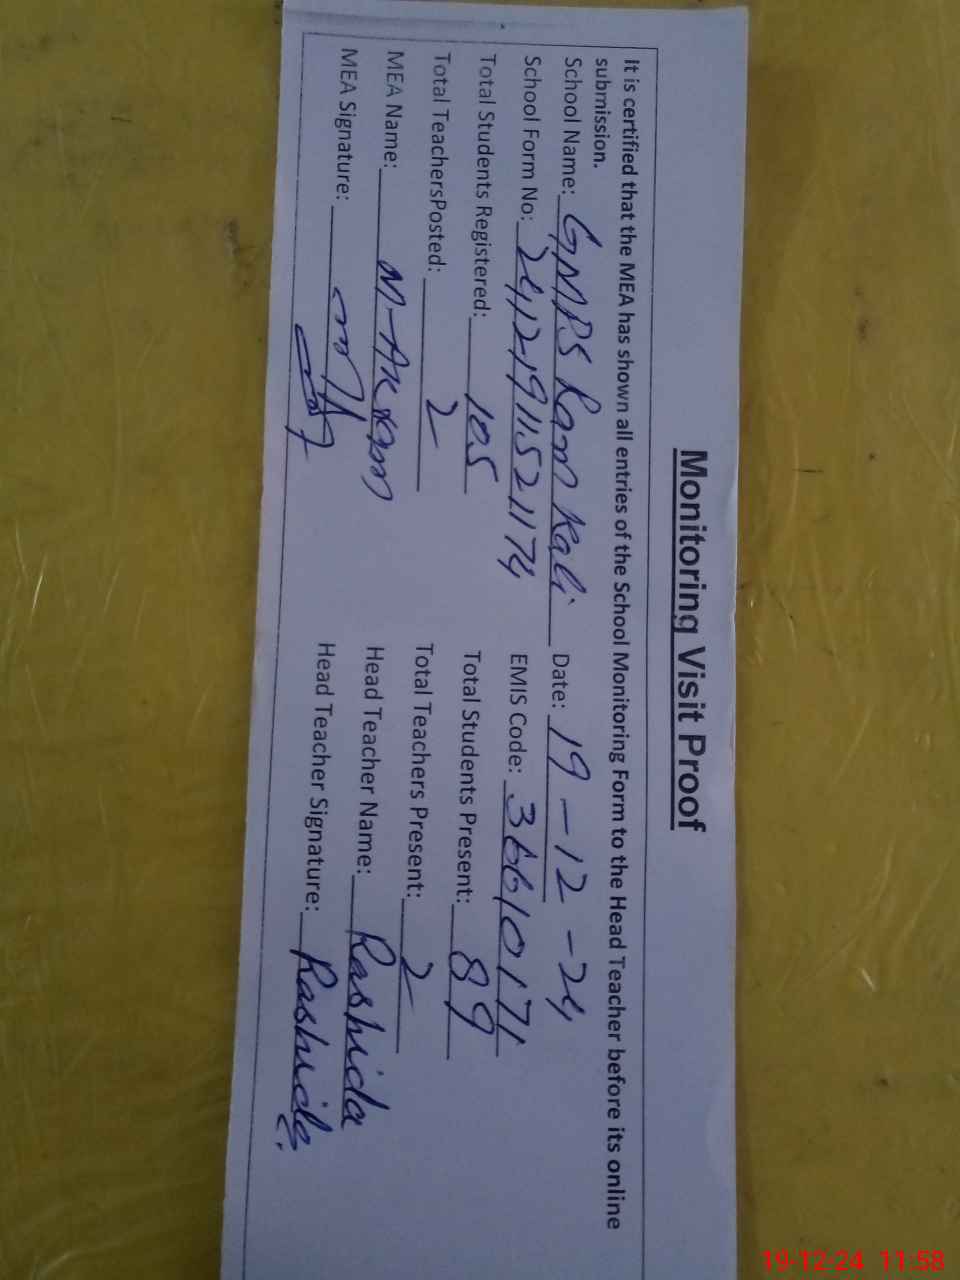 Monitoring Visit Proof
It is certified that the MEA has shown all entries of the School Monitoring Form to the Head Teacher before its online
submission.
School Name: GMPS Ram Kali Date: 19-12-24
School Form No: 24121911521174 EMIS Code: 36610171
Total Students Registered: 105 Total Students Present: 89
Total TeachersPosted: 2 Total Teachers Present: 2
MEA Name: M-Akram Head Teacher Name: Rashida
MEA Signature: Head Teacher Signature: Rashida
19-12-24 11:58